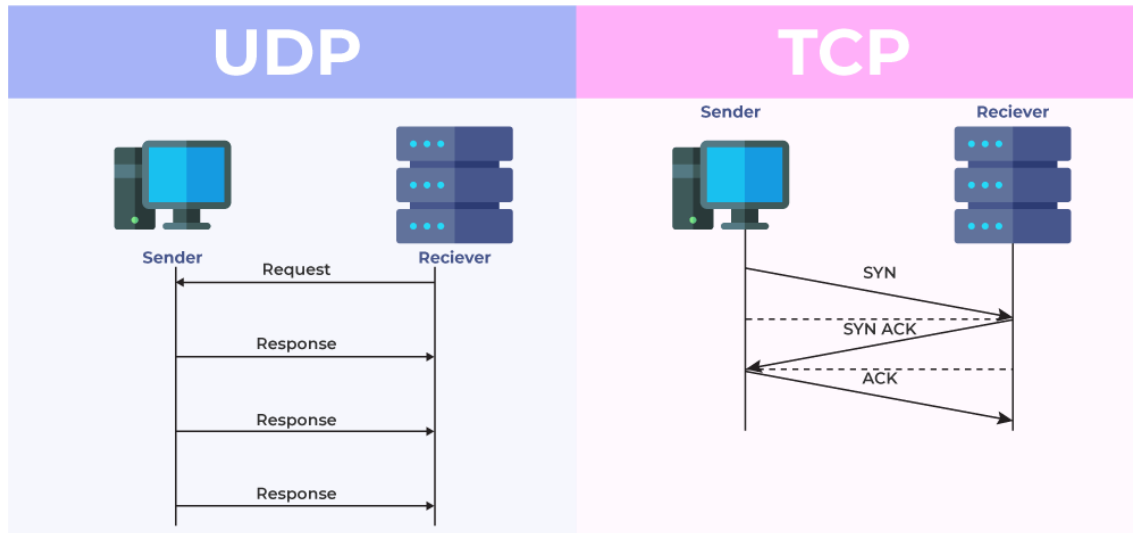 UDP
Sender
Reciever
Request
Response
Response
Response
TCP
Sender
Reciever
SYN
SYN ACK
ACK